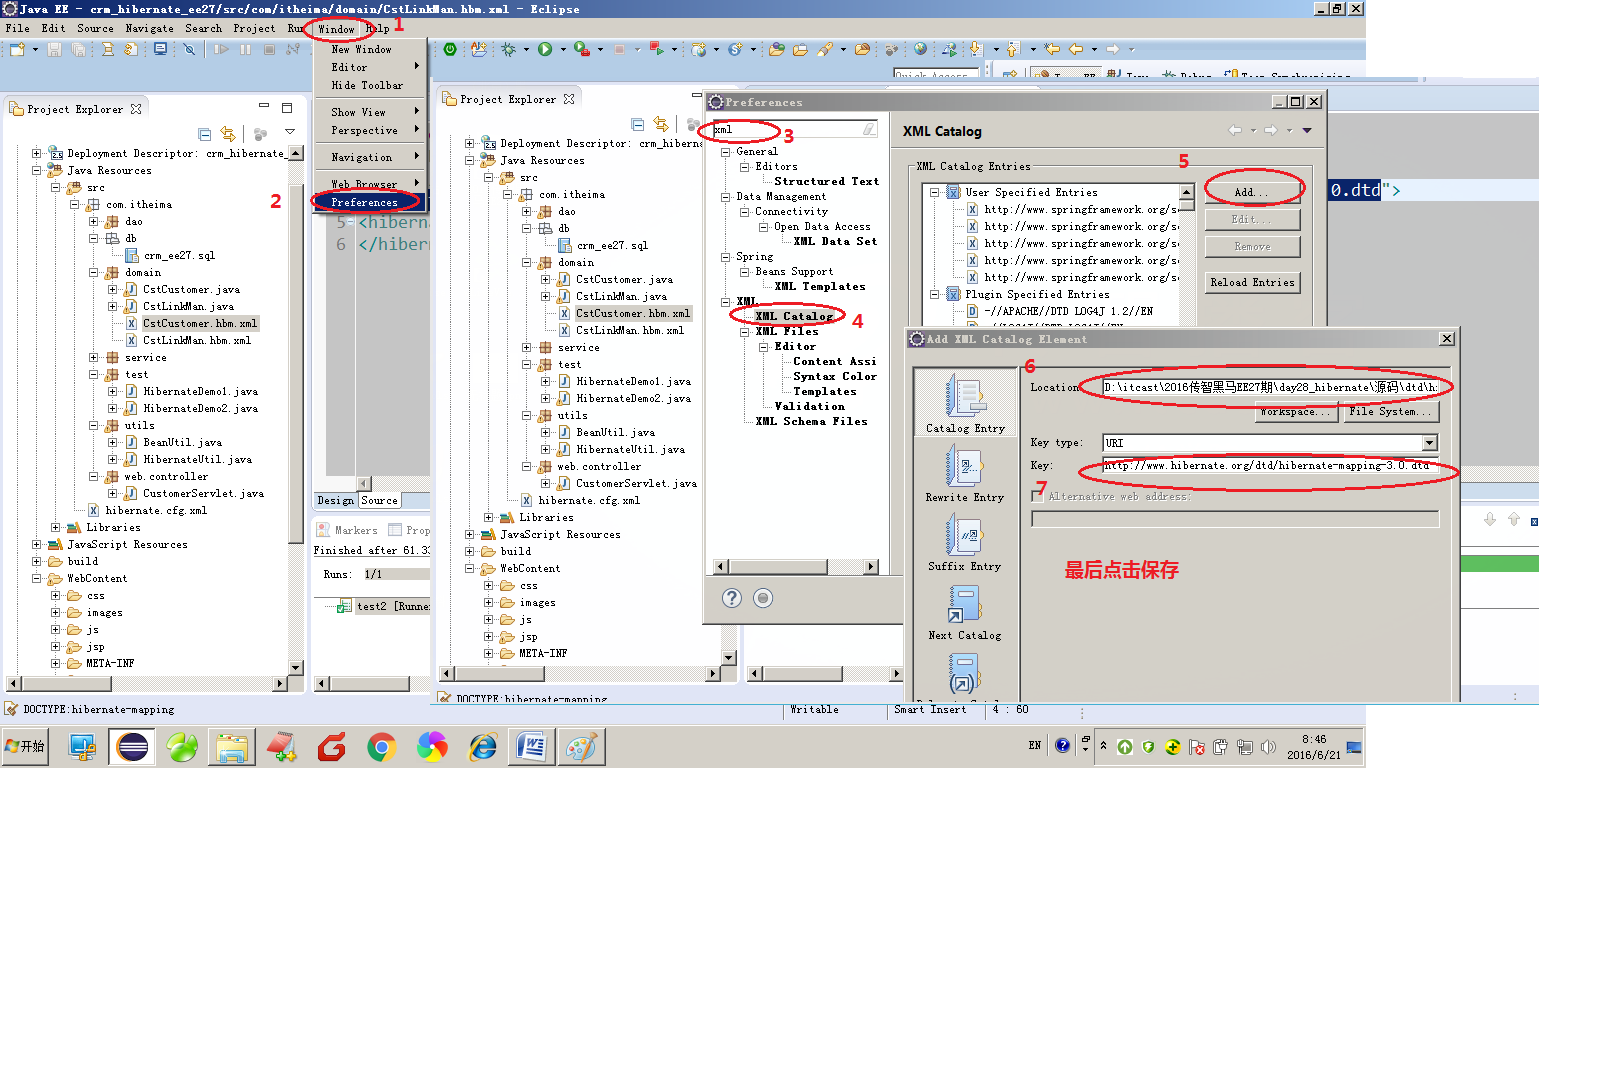 Java EE - crm_hibernate_ee27/src/com/itheima/domain/CstLinkMan.hbm.xml - Eclipse
File Edit Source Navigate Search Project Run Window Help
1
New Window
Editor
Hide Toolbar
Show View
Perspective
Navigation
Web Browser
Preferences
2
Quick Access
Project Explorer
Deployment Descriptor: crm_hibernate_
Java Resources
src
com.itheima
dao
db
crm_ee27.sql
domain
CstCustomer.java
CstLinkMan.java
CstCustomer.hbm.xml
CstLinkMan.hbm.xml
service
test
HibernateDemo1.java
HibernateDemo2.java
utils
BeanUtil.java
HibernateUtil.java
web.controller
CustomerServlet.java
hibernate.cfg.xml
Libraries
JavaScript Resources
build
WebContent
css
images
js
jsp
META-INF
5 <hibern
6 </hiber
Design Source
Markers Prop
Finished after 61.33
Runs: 1/1
test2 [Runne
Project Explorer
Deployment Descriptor: crm_hiberna
Java Resources
src
com.itheima
dao
db
crm_ee27.sql
domain
CstCustomer.java
CstLinkMan.java
CstCustomer.hbm.xml
CstLinkMan.hbm.xml
service
test
HibernateDemo1.java
HibernateDemo2.java
utils
BeanUtil.java
HibernateUtil.java
web.controller
CustomerServlet.java
hibernate.cfg.xml
Libraries
JavaScript Resources
build
WebContent
css
images
js
jsp
META-INF
Preferences
xml
3
General
Editors
Structured Text
Data Management
Connectivity
Open Data Access
XML Data Set
Spring
Beans Support
XML Templates
XML
XML Catalog
4
XML Files
Editor
Content Assi
Syntax Color
Templates
Validation
XML Schema Files
XML Catalog
XML Catalog Entries
5
User Specified Entries
http://www.springframework.org/s
http://www.springframework.org/s
http://www.springframework.org/s
http://www.springframework.org/s
http://www.springframework.org/s
Plugin Specified Entries
-//APACHE//DTD LOG4J 1.2//EN
Add...
Edit...
Remove
Reload Entries
0.dtd">
Add XML Catalog Element
6
Catalog Entry
Rewrite Entry
Suffix Entry
Next Catalog
Location
D:\itcast\2016传智黑马EE27期\day28_hibernate\源码\dtd\h
Workspace... File System...
Key type: URI
Key: http://www.hibernate.org/dtd/hibernate-mapping-3.0.dtd
7
Alternative web address:
最后点击保存
DOCTYPE:hibernate-mapping
DOCTYPE:hibernate-mapping
Writable Smart Insert 4 : 60
开始
EN
8:46
2016/6/21